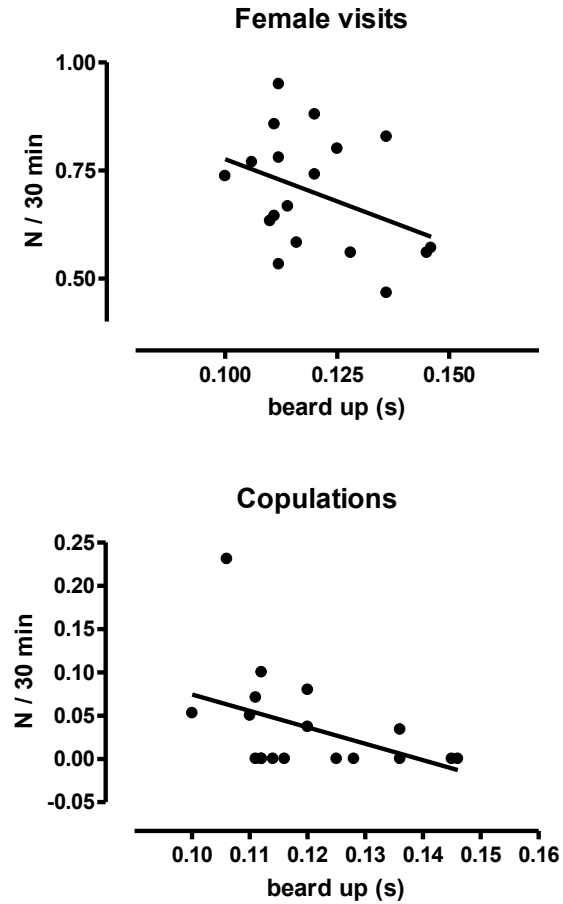 Female visits
1.00
0.75
0.50
N / 30 min
0.100 0.125 0.150
beard up (s)
Copulations
0.25
0.20
0.15
0.10
0.05
0.00
-0.05
N / 30 min
0.10 0.11 0.12 0.13 0.14 0.15 0.16
beard up (s)